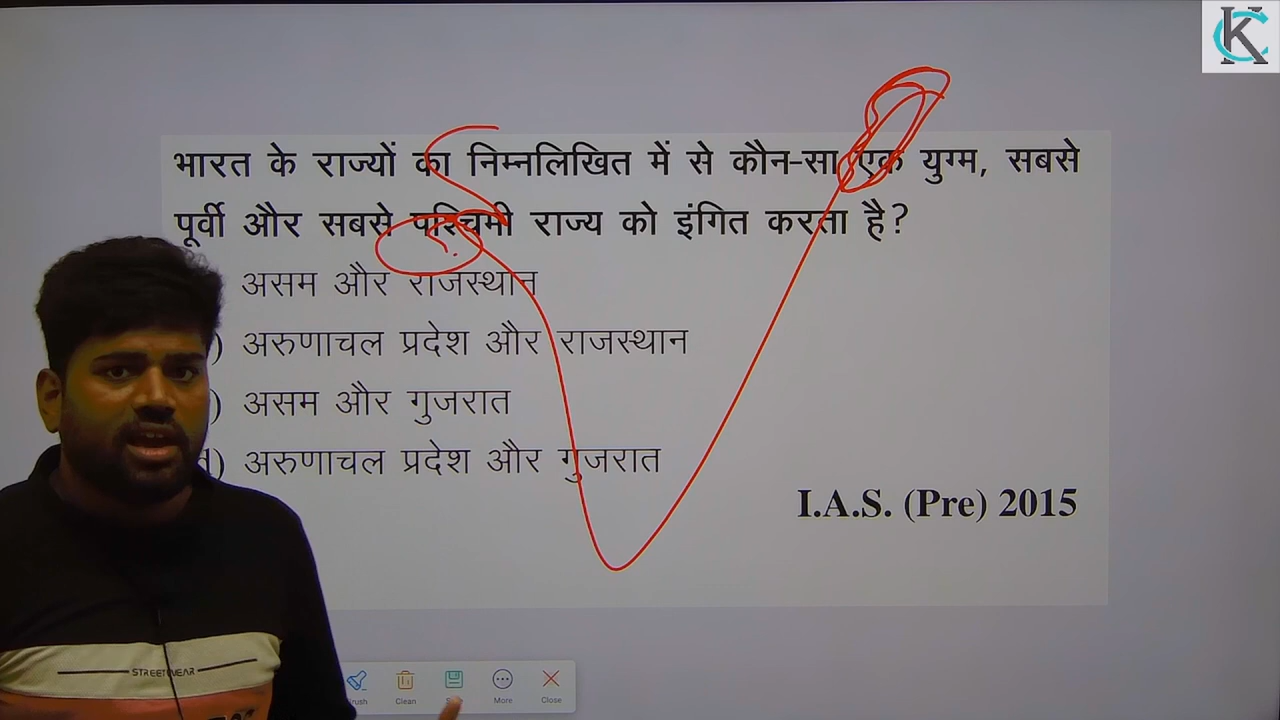 भारत के राज्यों का निम्नलिखित में से कौन-सा एक युग्म, सबसे
पूर्वी और सबसे पश्चिमी राज्य को इंगित करता है?
असम और राजस्थान
) अरुणाचल प्रदेश और राजस्थान
) असम और गुजरात
) अरुणाचल प्रदेश और गुजरात
I.A.S. (Pre) 2015
STREETWEAR
Clean
More
Close
KC